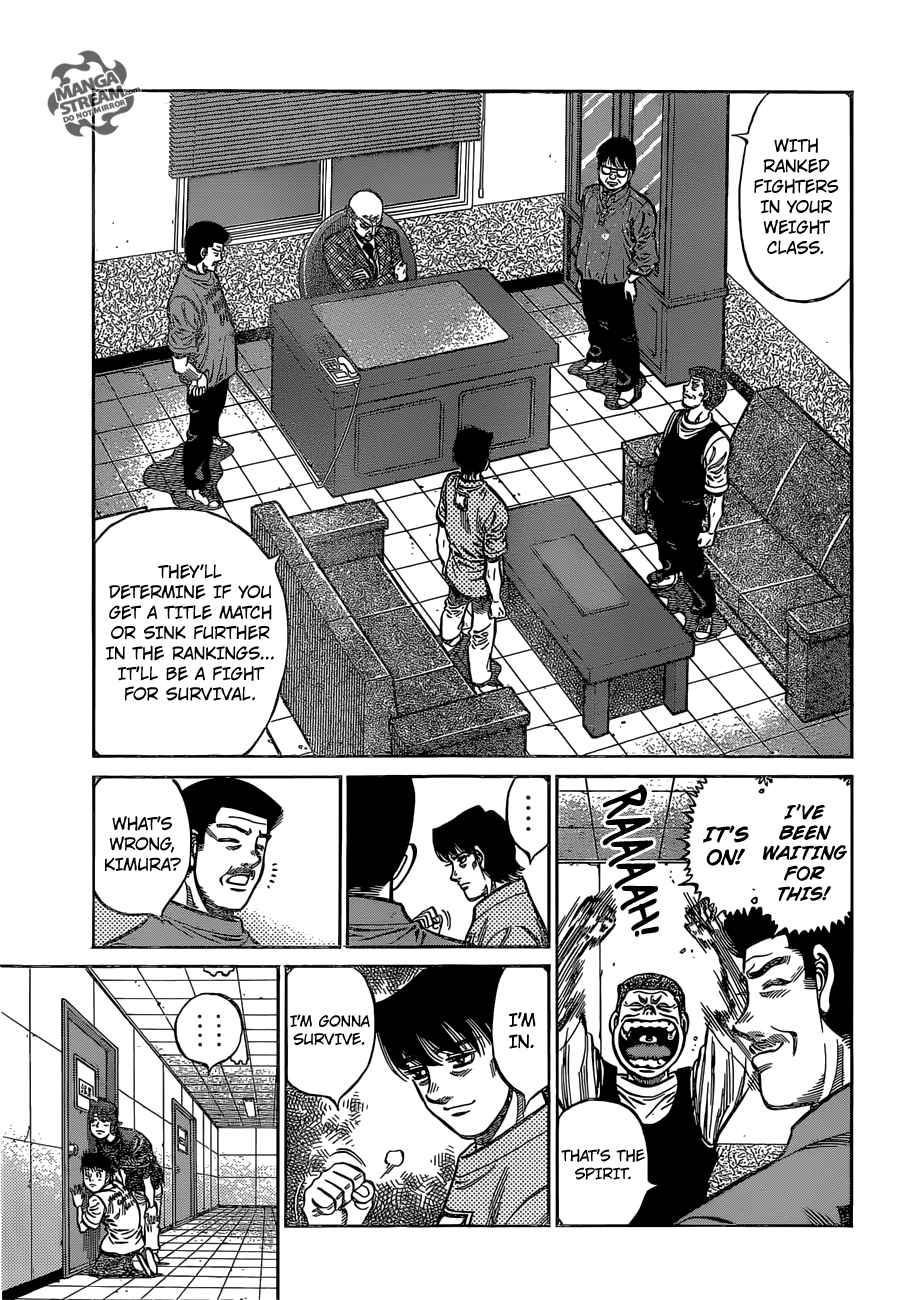 MANGA
STREAM.com
DO NOT MIRROR
WITH
RANKED
FIGHTERS
IN YOUR
WEIGHT
CLASS.
THEY'LL
DETERMINE IF YOU
GET A TITLE MATCH
OR SINK FURTHER
IN THE RANKINGS...
IT'LL BE A FIGHT
FOR SURVIVAL.
I'VE
BEEN
WAITING
FOR
THIS!
IT'S
ON!
RAAAAH!
THAT'S THE
SPIRIT.
...
WHAT'S
WRONG,
KIMURA?
I'M
IN.
I'M GONNA
SURVIVE.
... ...